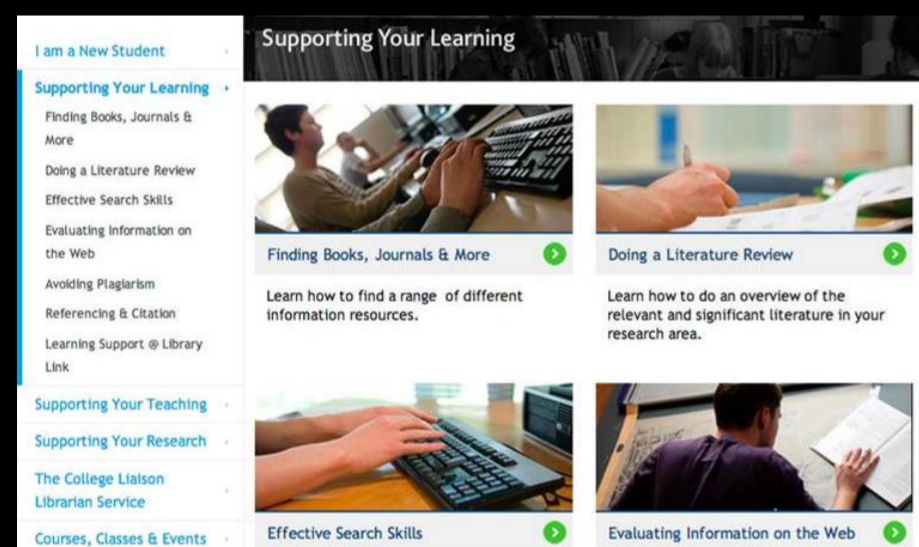 I am a New Student
Supporting Your Learning
Finding Books, Journals &
More
Doing a Literature Review
Effective Search Skills
Evaluating Information on
the Web
Avoiding Plagiarism
Referencing & Citation
Learning Support @ Library
Link
Supporting Your Teaching
Supporting Your Research
The College Liaison
Librarian Service
Courses, Classes & Events
Supporting Your Learning
Finding Books, Journals & More
Learn how to find a range of different
information resources.
Doing a Literature Review
Learn how to do an overview of the
relevant and significant literature in your
research area.
Effective Search Skills
Evaluating Information on the Web